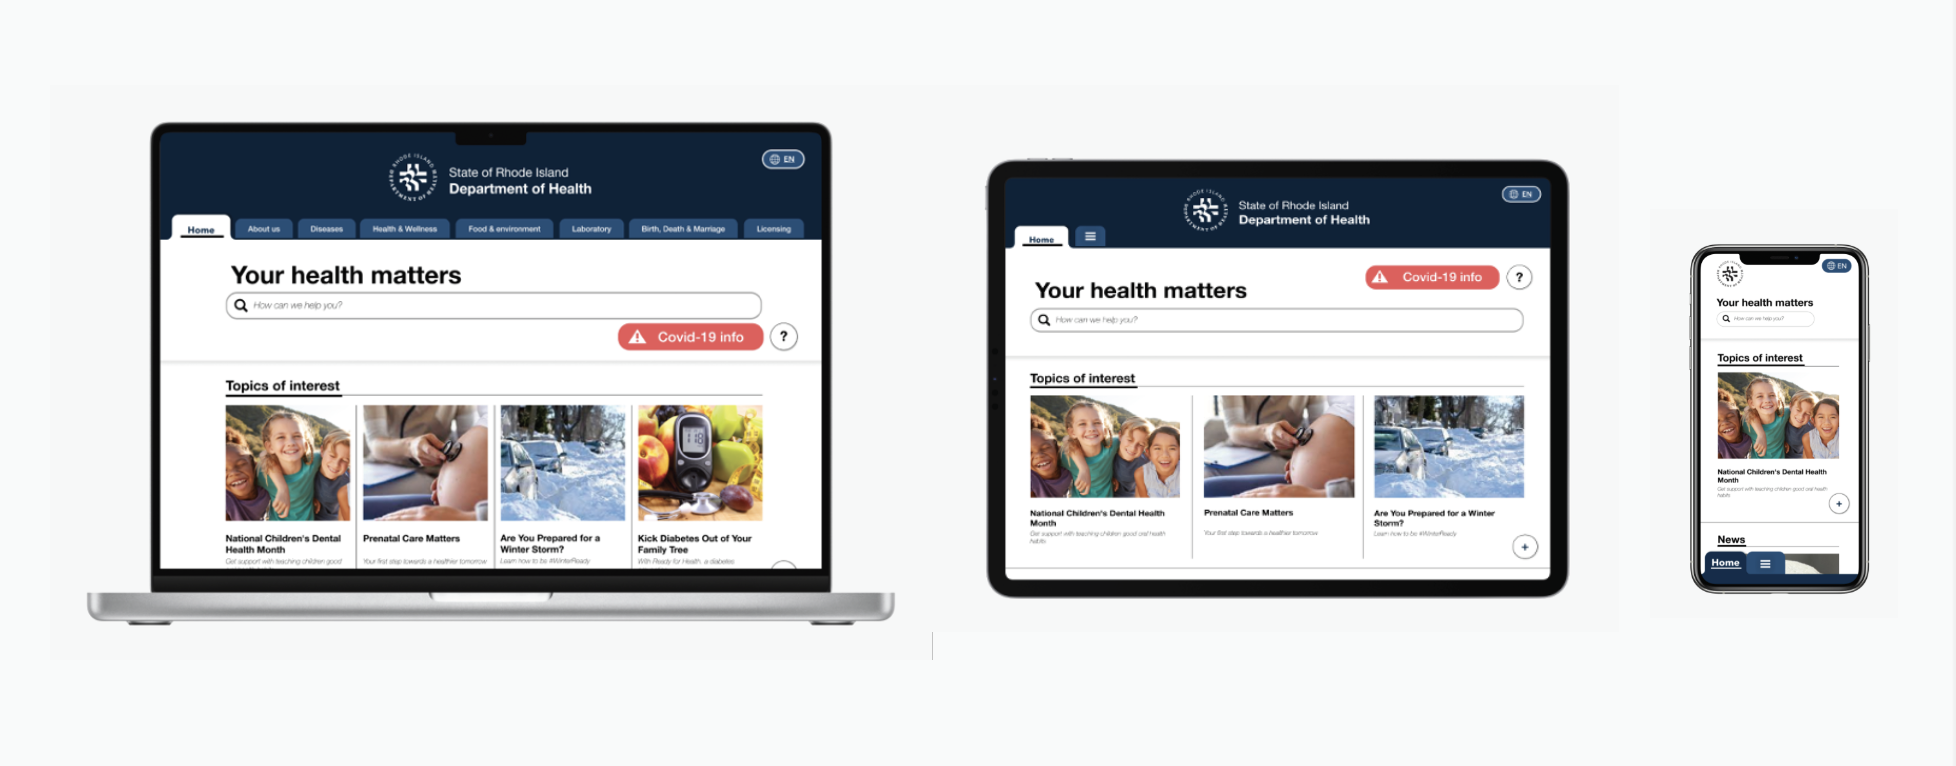 RHODE ISLAND
DEPARTMENT OF HEALTH
State of Rhode Island
Department of Health
EN
Home
About us
Diseases
Health & Wellness
Food & environment
Laboratory
Birth, Death & Marriage
Licensing
Your health matters
How can we help you?
Covid-19 info
?
Topics of interest
118
National Children's Dental
Health Month
Get support with teaching children good
Prenatal Care Matters
Your first step towards a healthier tomorrow
Are You Prepared for a
Winter Storm?
Learn how to be #WinterReady
Kick Diabetes Out of Your
Family Tree
With Ready for Health, a diabetes
State of Rhode Island
Department of Health
EN
Home
Covid-19 info
?
Your health matters
How can we help you?
Topics of interest
National Children's Dental Health
Month
Get support with teaching children good oral health
habits.
Prenatal Care Matters
Your first step towards a healthier tomorrow
Are You Prepared for a Winter
Storm?
Learn how to be #WinterReady
+
EN
Your health matters
How can we help you?
Topics of interest
National Children's Dental Health
Month
Get support with teaching children good oral health
habits.
+
News
Home